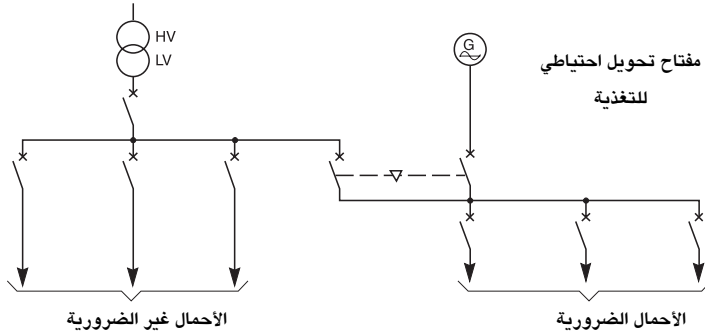 HV
LV
G
مفتاح تحويل احتياطي
للتغذية
الأحمال غير الضرورية
الأحمال الضرورية